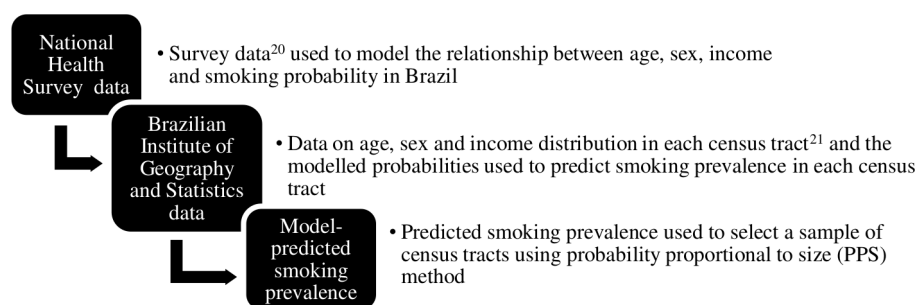 National
Health
Survey data
• Survey data20 used to model the relationship between age, sex, income
and smoking probability in Brazil
Brazilian
Institute of
Geography
and Statistics
data
• Data on age, sex and income distribution in each census tract21 and the
modelled probabilities used to predict smoking prevalence in each census
tract
Model-
predicted
smoking
prevalence
• Predicted smoking prevalence used to select a sample of
census tracts using probability proportional to size (PPS)
method